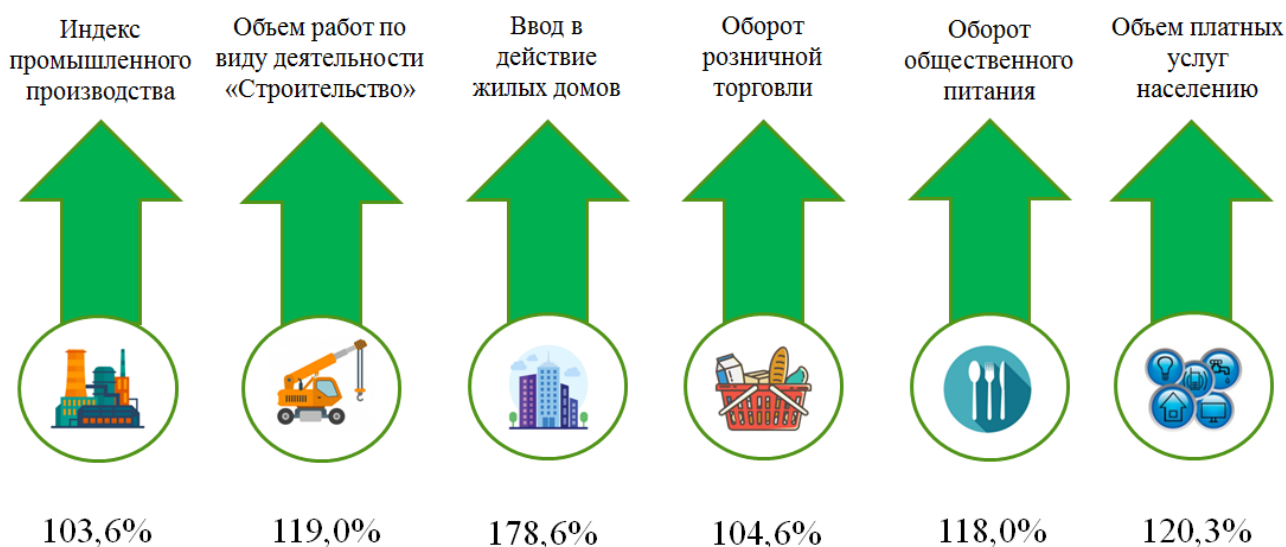 Индекс
промышленного
производства
Объем работ по
виду деятельности
«Строительство»
Ввод в
действие
жилых домов
Оборот
розничной
торговли
Оборот
общественного
питания
Объем платных
услуг
населению
103,6%
119,0%
178,6%
104,6%
118,0%
120,3%